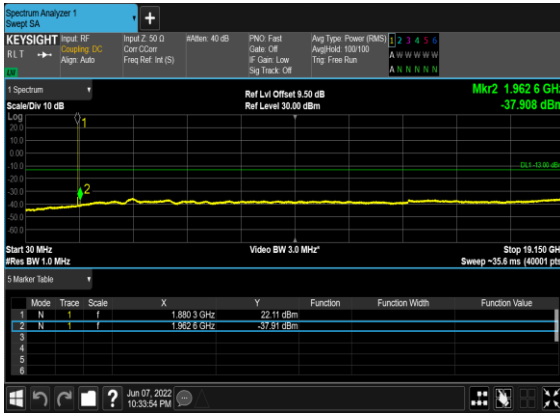 Spectrum Analyzer 1
Swept SA
+
KEYSIGHT Input: RF Input Z: 50 Ω #Atten: 40 dB PNO: Fast Avg Type: Power (RMS) 1 2 3 4 5 6
RLT Coupling: DC Corr CCorr Gate: Off Avg|Hold: 100/100 A W W W W W
Align: Auto Freq Ref: Int (S) IF Gain: Low Trig: Free Run
Sig Track: Off A N N N N N
1 Spectrum Ref Lvl Offset 9.50 dB Mkr2 1.962 6 GHz
Scale/Div 10 dB Ref Level 30.00 dBm -37.908 dBm
Log
20.0
10.0
0.00
-10.0
-20.0
-30.0
-40.0
-50.0
-60.0
1
2
DL1 -13.00 dBm
Start 30 MHz Video BW 3.0 MHz* Stop 19.150 GHz
#Res BW 1.0 MHz Sweep ~35.6 ms (40001 pts)
5 Marker Table
Mode Trace Scale X Y Function Function Width Function Value
1 N 1 f 1.880 3 GHz 22.11 dBm
2 N 1 f 1.962 6 GHz -37.91 dBm
3
4
5
6
? Jun 07, 2022
10:33:54 PM